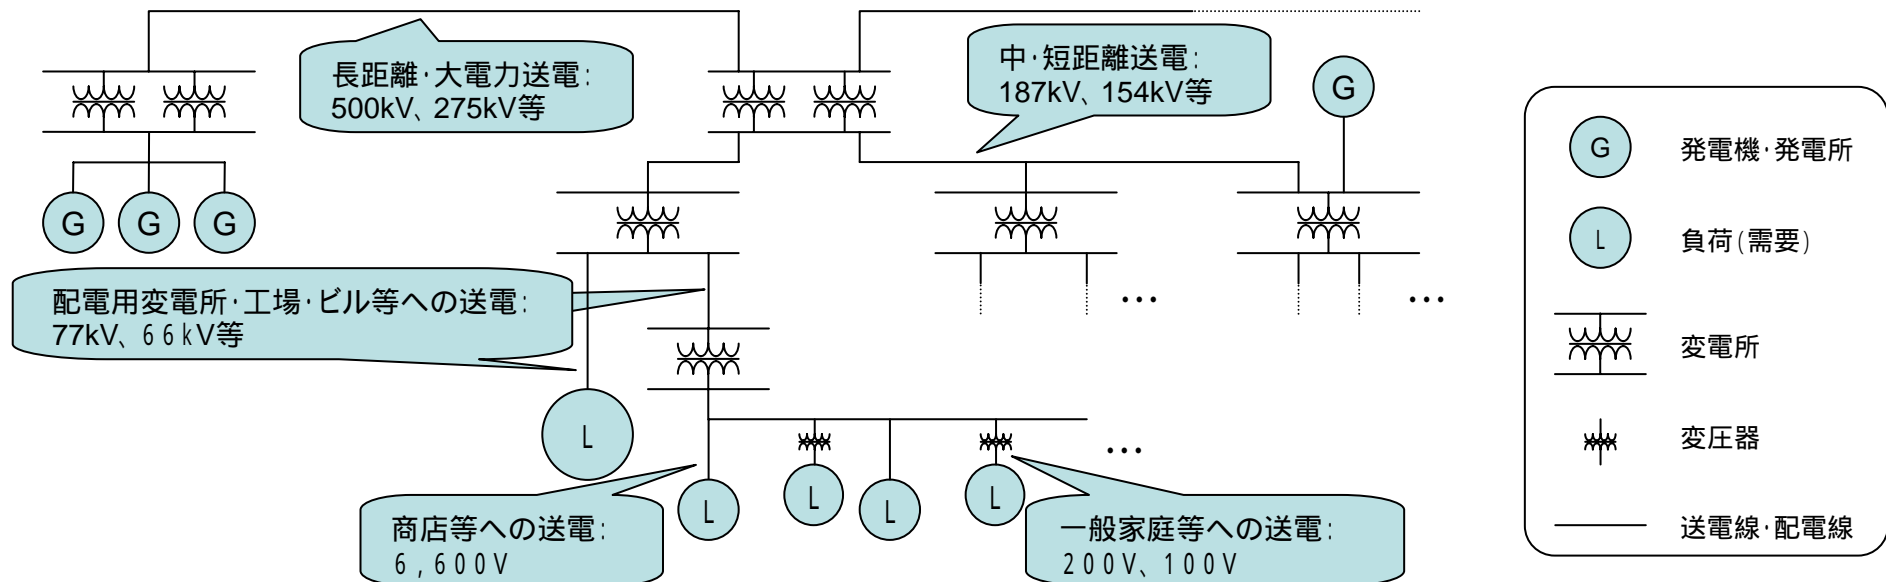 長距離・大電力送電:
500kV、275kV等
中・短距離送電:
187kV、154kV等
G
G
G
G
配電用変電所・工場・ビル等への送電:
77kV、66kV等
…
…
L
…
L
L
L
L
商店等への送電:
6,600V
一般家庭等への送電:
200V、100V
G
発電機・発電所
L
負荷(需要)
変電所
変圧器
送電線・配電線